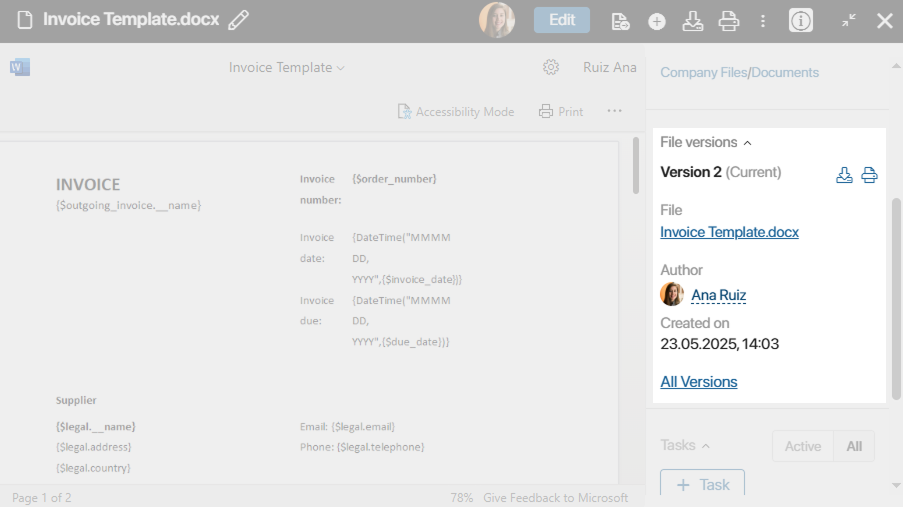 Invoice Template.docx
Edit
Invoice Template
Ruiz Ana
Accessibility Mode
Print
INVOICE
{$outgoing_invoice.__name}
Invoice number:
{$order_number}
Invoice date:
{DateTime("MMMM
DD,
YYYY",{$invoice_date})}
Invoice due:
{DateTime("MMMM
DD,
YYYY",{$due_date})}
Supplier
{$legal.__name}
{$legal.address}
{$legal.country}
Email: {$legal.email}
Phone: {$legal.telephone}
Page 1 of 2
78%
Give Feedback to Microsoft
Company Files/Documents
File versions
Version 2 (Current)
File
Invoice Template.docx
Author
Ana Ruiz
Created on
23.05.2025, 14:03
All Versions
Tasks
Active
All
+ Task